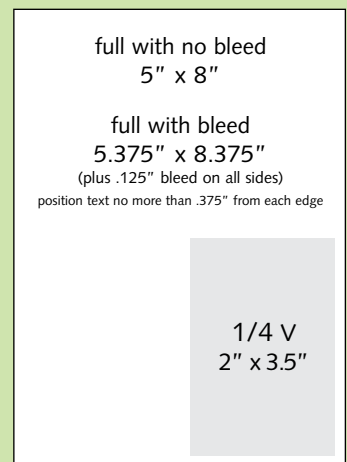 full with no bleed
5" x 8"
full with bleed
5.375" x 8.375"
(plus .125" bleed on all sides)
position text no more than .375" from each edge
1/4 V
2" x 3.5"